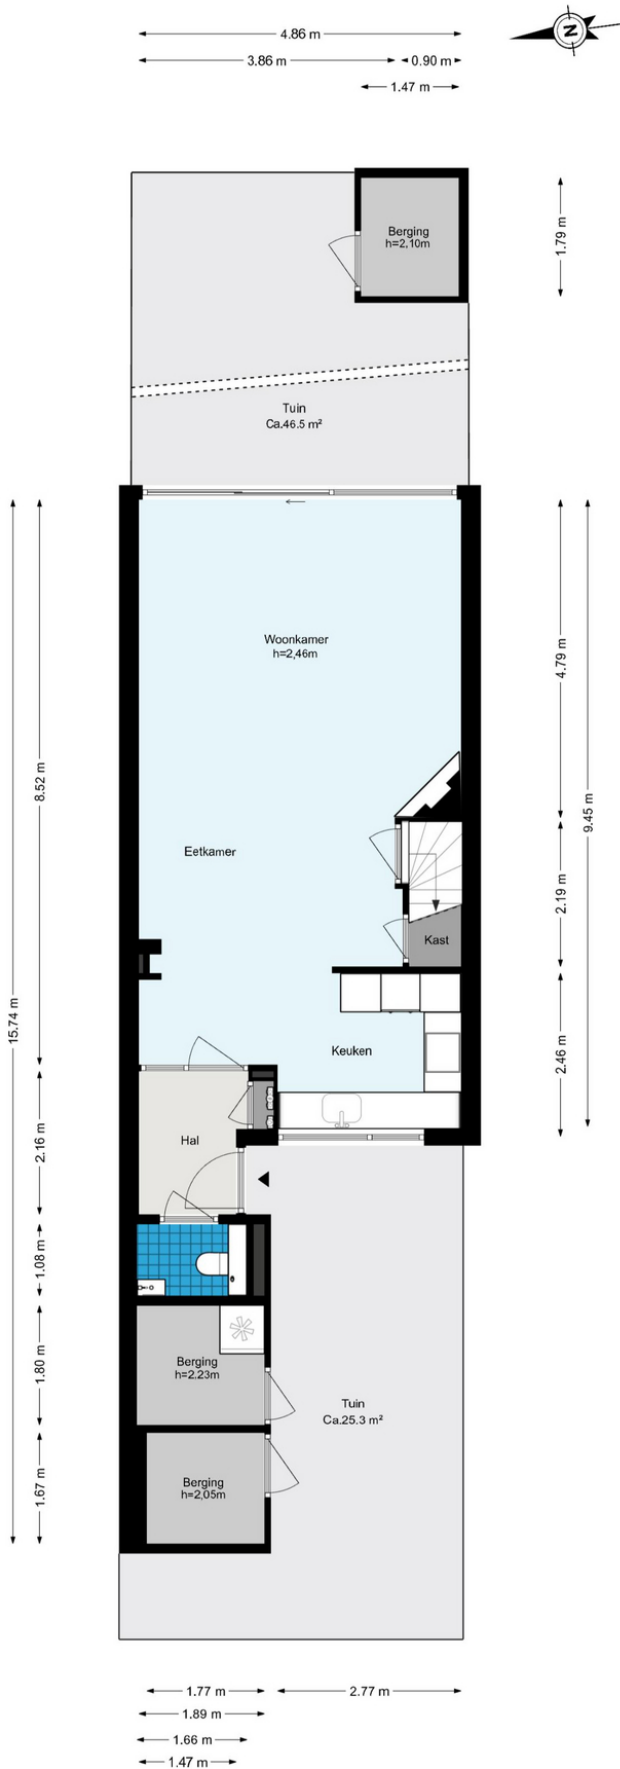 4.86 m
3.86 m
0.90 m
1.47 m
N
Berging
h=2,10m
1.79 m
Tuin
Ca.46.5 m²
Woonkamer
h=2,46m
4.79 m
8.52 m
9.45 m
Eetkamer
2.19 m
Kast
15.74 m
Keuken
2.46 m
Hal
2.16 m
1.08 m
Berging
h=2.23m
1.80 m
Tuin
Ca.25.3 m²
Berging
h=2,05m
1.67 m
1.77 m
2.77 m
1.89 m
1.66 m
1.47 m